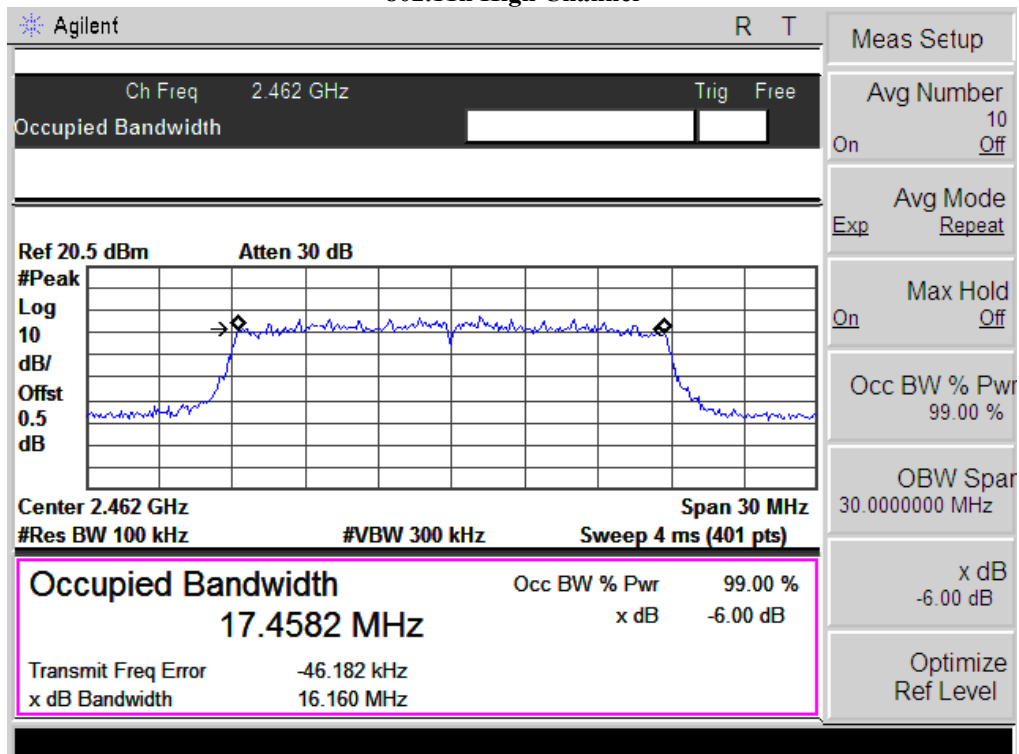 Agilent R T
Ch Freq 2.462 GHz Trig Free
Occupied Bandwidth
Ref 20.5 dBm Atten 30 dB
#Peak
Log
10
dB/
Offst
0.5
dB
Center 2.462 GHz Span 30 MHz
#Res BW 100 kHz #VBW 300 kHz Sweep 4 ms (401 pts)
Occupied Bandwidth Occ BW % Pwr 99.00 %
17.4582 MHz x dB -6.00 dB
Transmit Freq Error -46.182 kHz
x dB Bandwidth 16.160 MHz
Meas Setup
Avg Number
10
On Off
Avg Mode
Exp Repeat
Max Hold
On Off
Occ BW % Pwr
99.00 %
OBW Span
30.0000000 MHz
x dB
-6.00 dB
Optimize
Ref Level